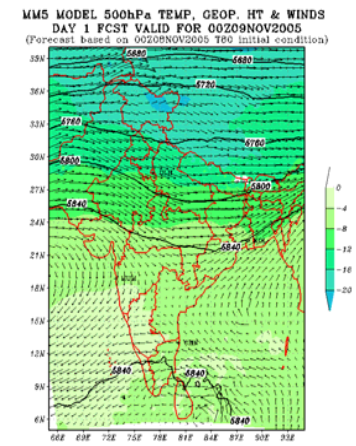 MM5 MODEL 500hPa TEMP, GEOP. HT & WINDS
DAY 1 FCST VALID FOR 00Z09NOV2005
(Forecast based on 00Z08NOV2005 T80 initial condition)
39N
36N
33N
30N
27N
24N
21N
18N
15N
12N
9N
6N
5680
5680
5720
5760
5760
5800
5800
5840
5840
5840
5840
5840
66E 69E 72E 75E 78E 81E 84E 87E 90E 93E
0
-4
-8
-12
-16
-20